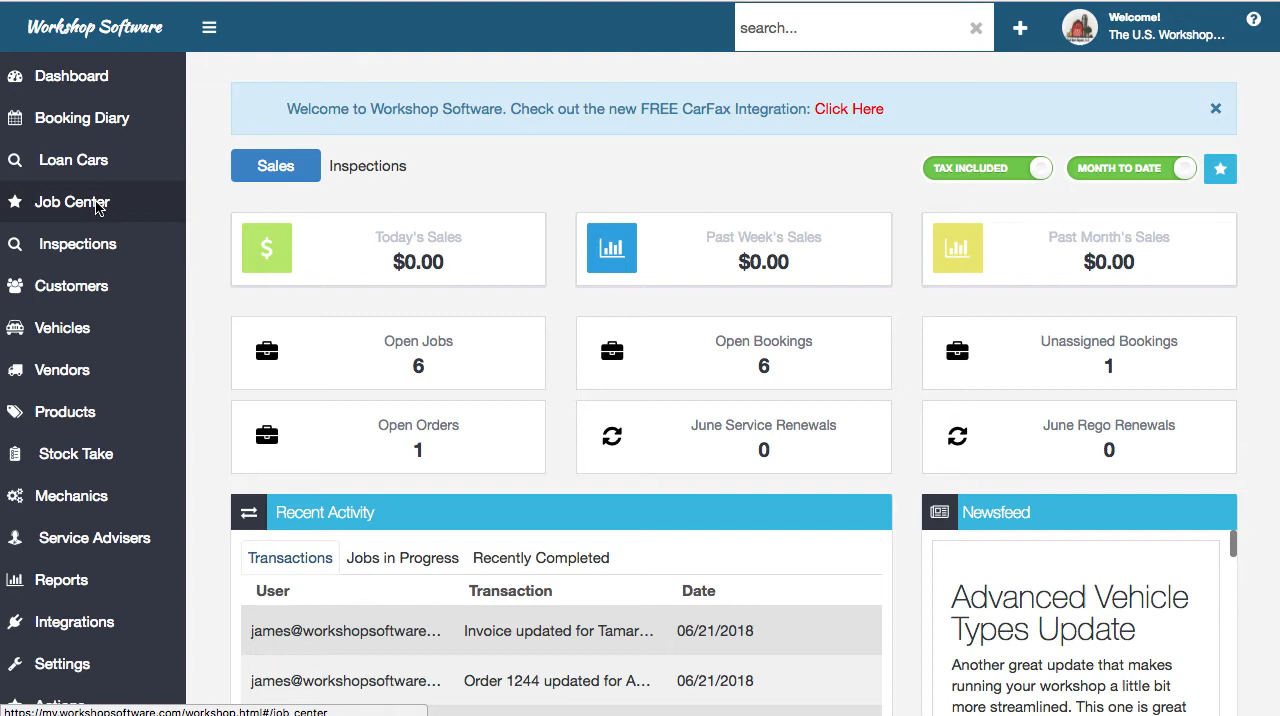 Workshop Software
search...
Welcome!
The U.S. Workshop...
Dashboard
Booking Diary
Loan Cars
Job Center
Inspections
Customers
Vehicles
Vendors
Products
Stock Take
Mechanics
Service Advisers
Reports
Integrations
Settings
Welcome to Workshop Software. Check out the new FREE CarFax Integration: Click Here
Sales
Inspections
TAX INCLUDED
MONTH TO DATE
Today's Sales
$0.00
Past Week's Sales
$0.00
Past Month's Sales
$0.00
Open Jobs
6
Open Bookings
6
Unassigned Bookings
1
Open Orders
1
June Service Renewals
0
June Rego Renewals
0
Recent Activity
Transactions Jobs in Progress Recently Completed
User Transaction Date
james@workshopsoftware... Invoice updated for Tamar... 06/21/2018
james@workshopsoftware... Order 1244 updated for A... 06/21/2018
Newsfeed
Advanced Vehicle
Types Update
Another great update that makes
running your workshop a little bit
more streamlined. This one is great
https://my.workshopsoftware.com/workshop.html#/job_center